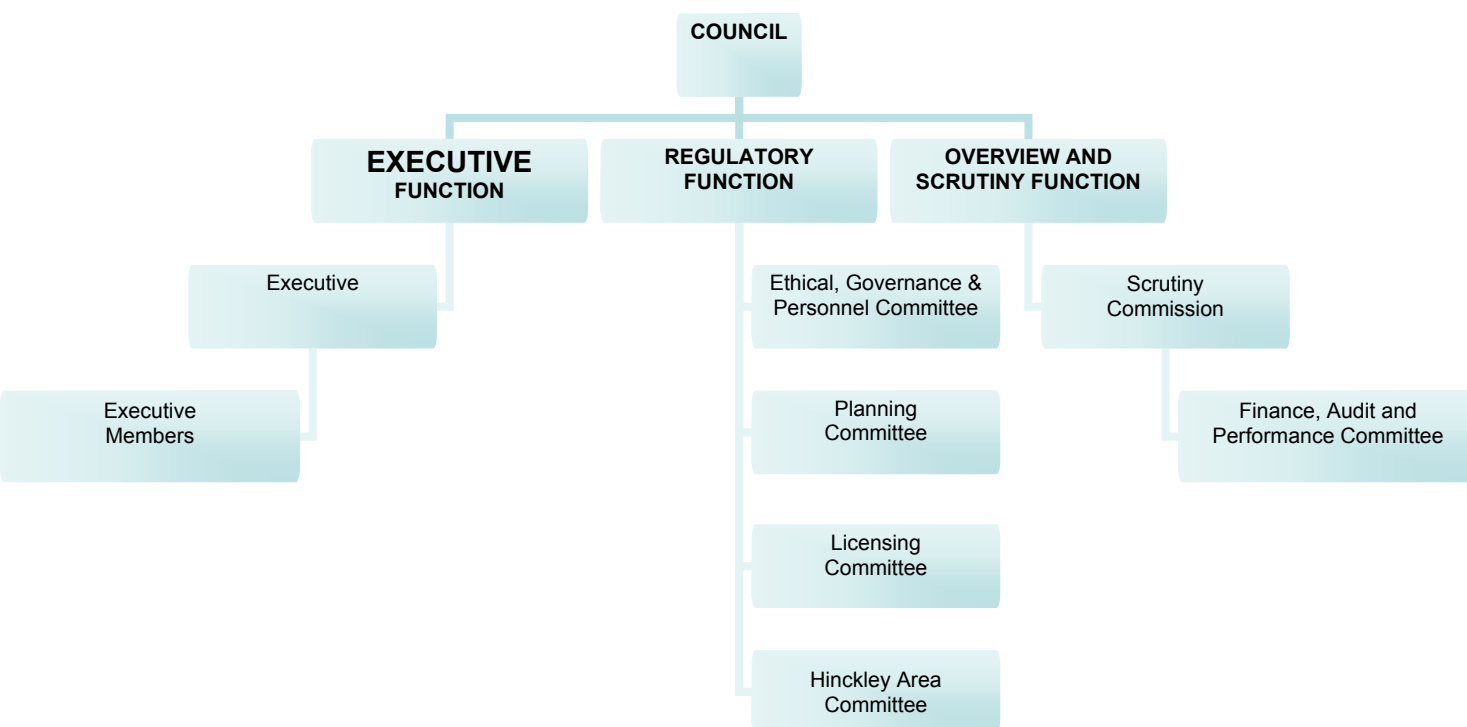 COUNCIL
EXECUTIVE
FUNCTION
REGULATORY
FUNCTION
OVERVIEW AND
SCRUTINY FUNCTION
Executive
Ethical, Governance &
Personnel Committee
Scrutiny
Commission
Executive
Members
Planning
Committee
Finance, Audit and
Performance Committee
Licensing
Committee
Hinckley Area
Committee